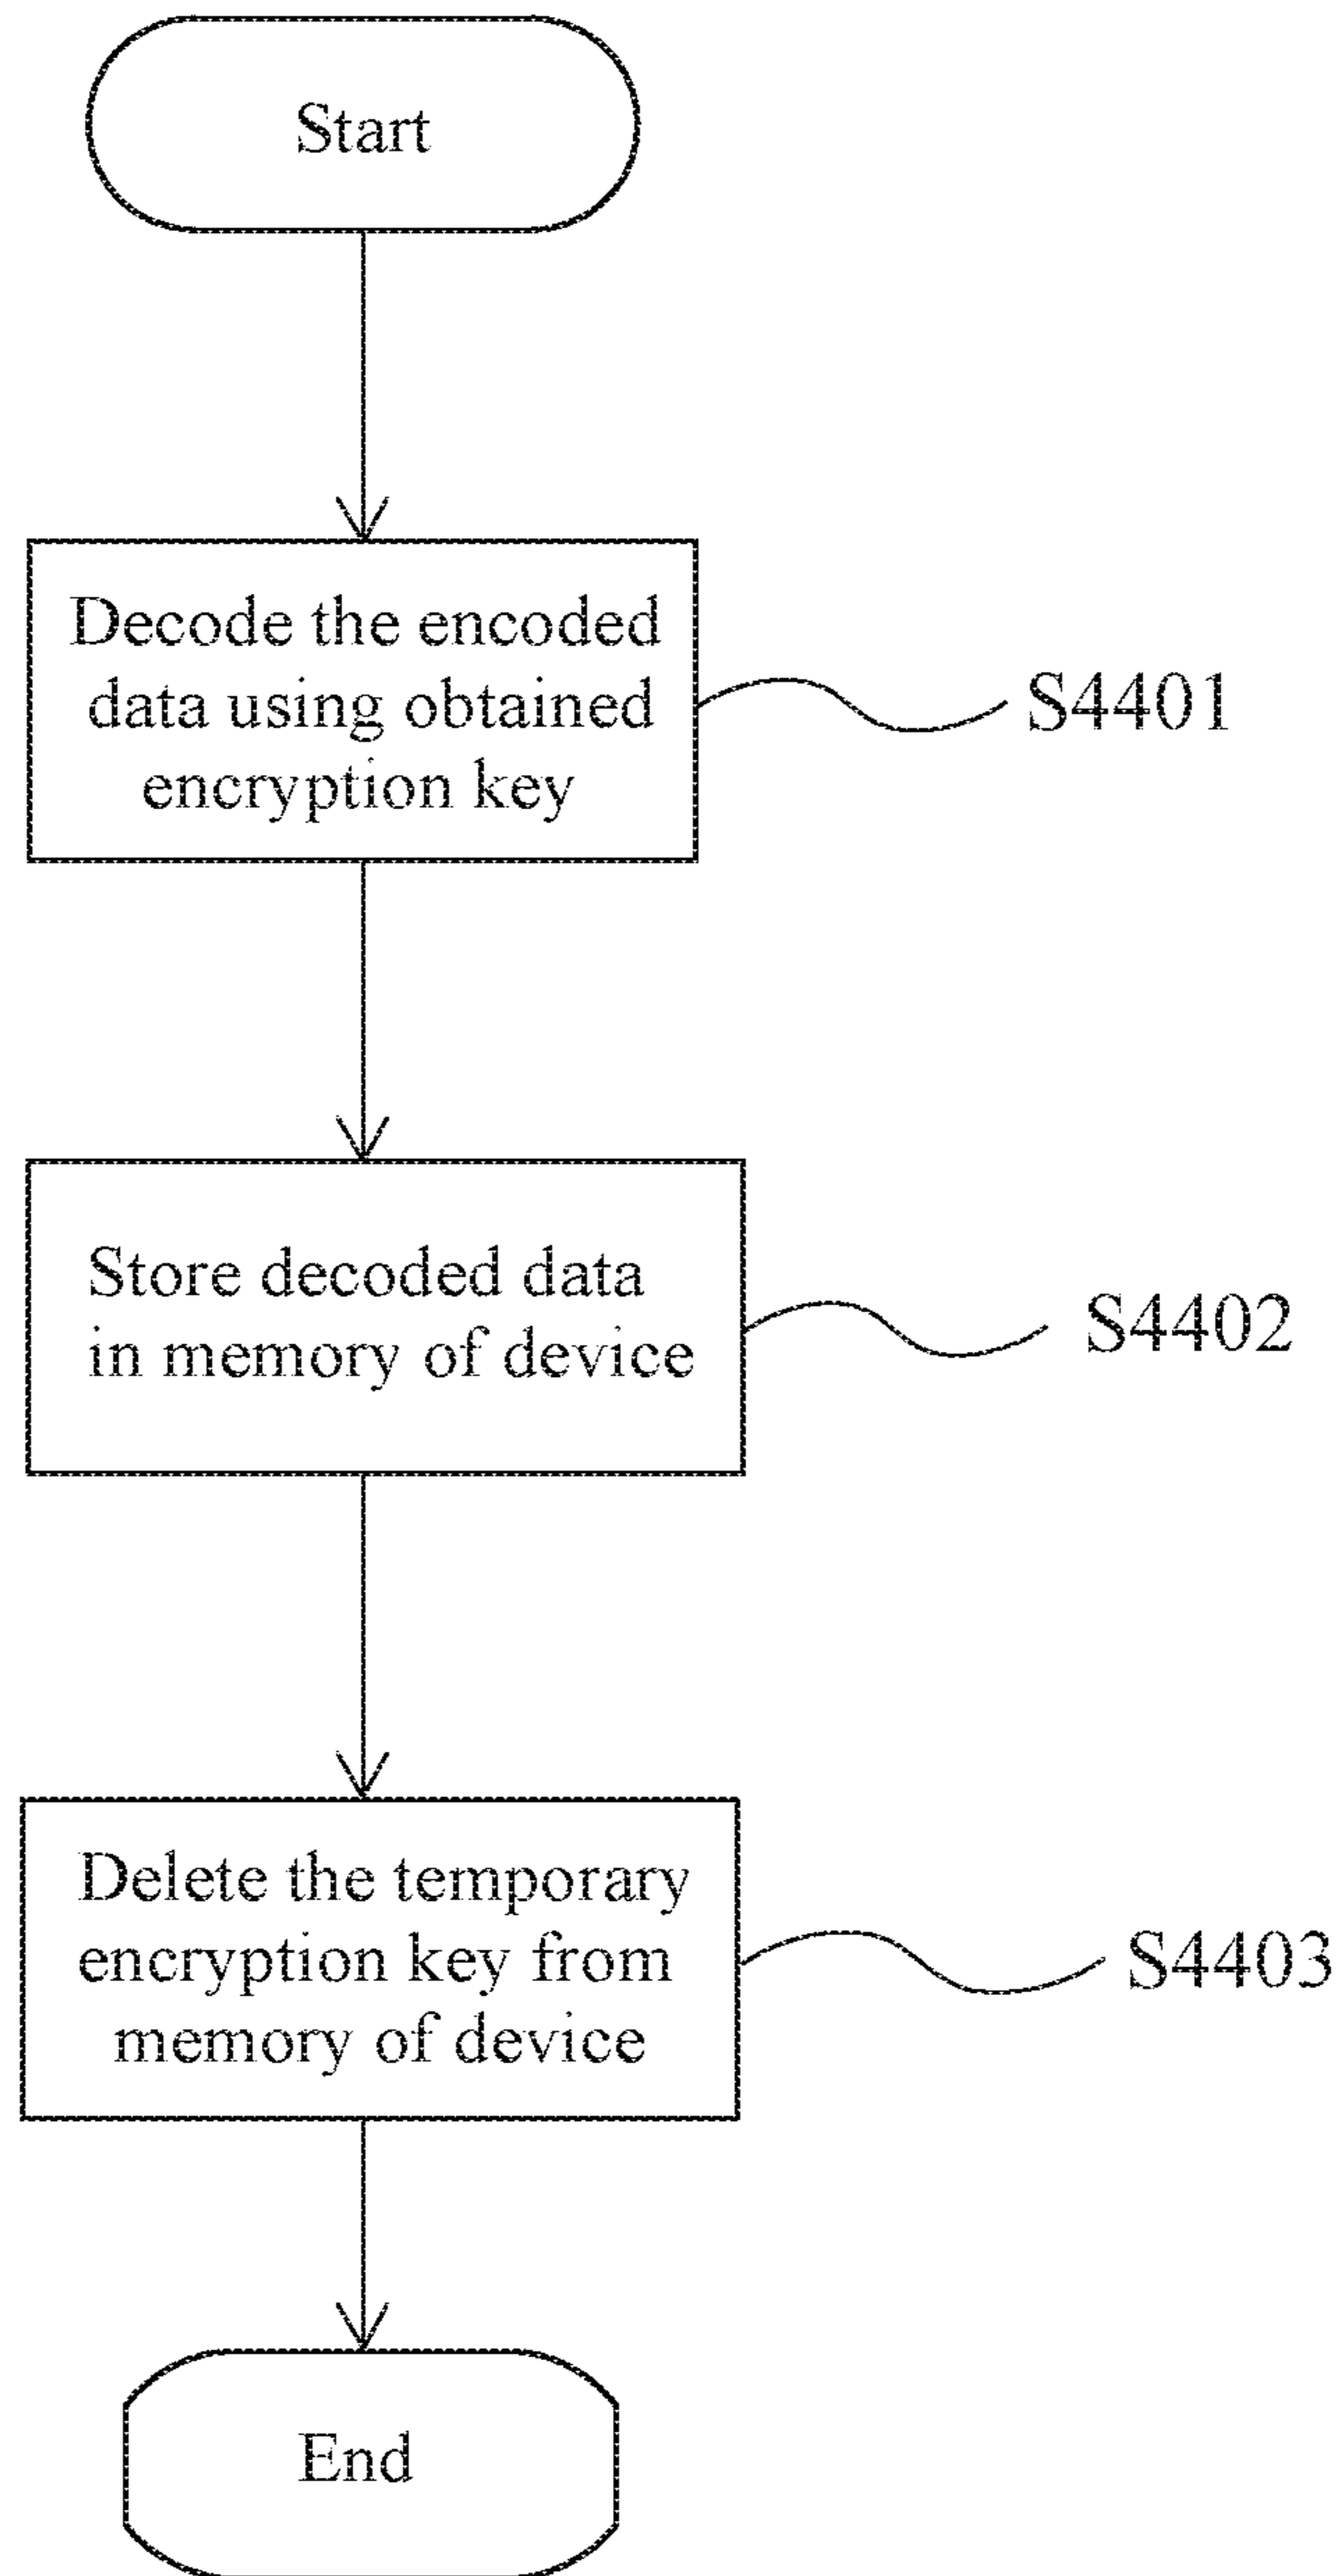 Start
Decode the encoded
data using obtained
encryption key
S4401
Store decoded data
in memory of device
S4402
Delete the temporary
encryption key from
memory of device
S4403
End